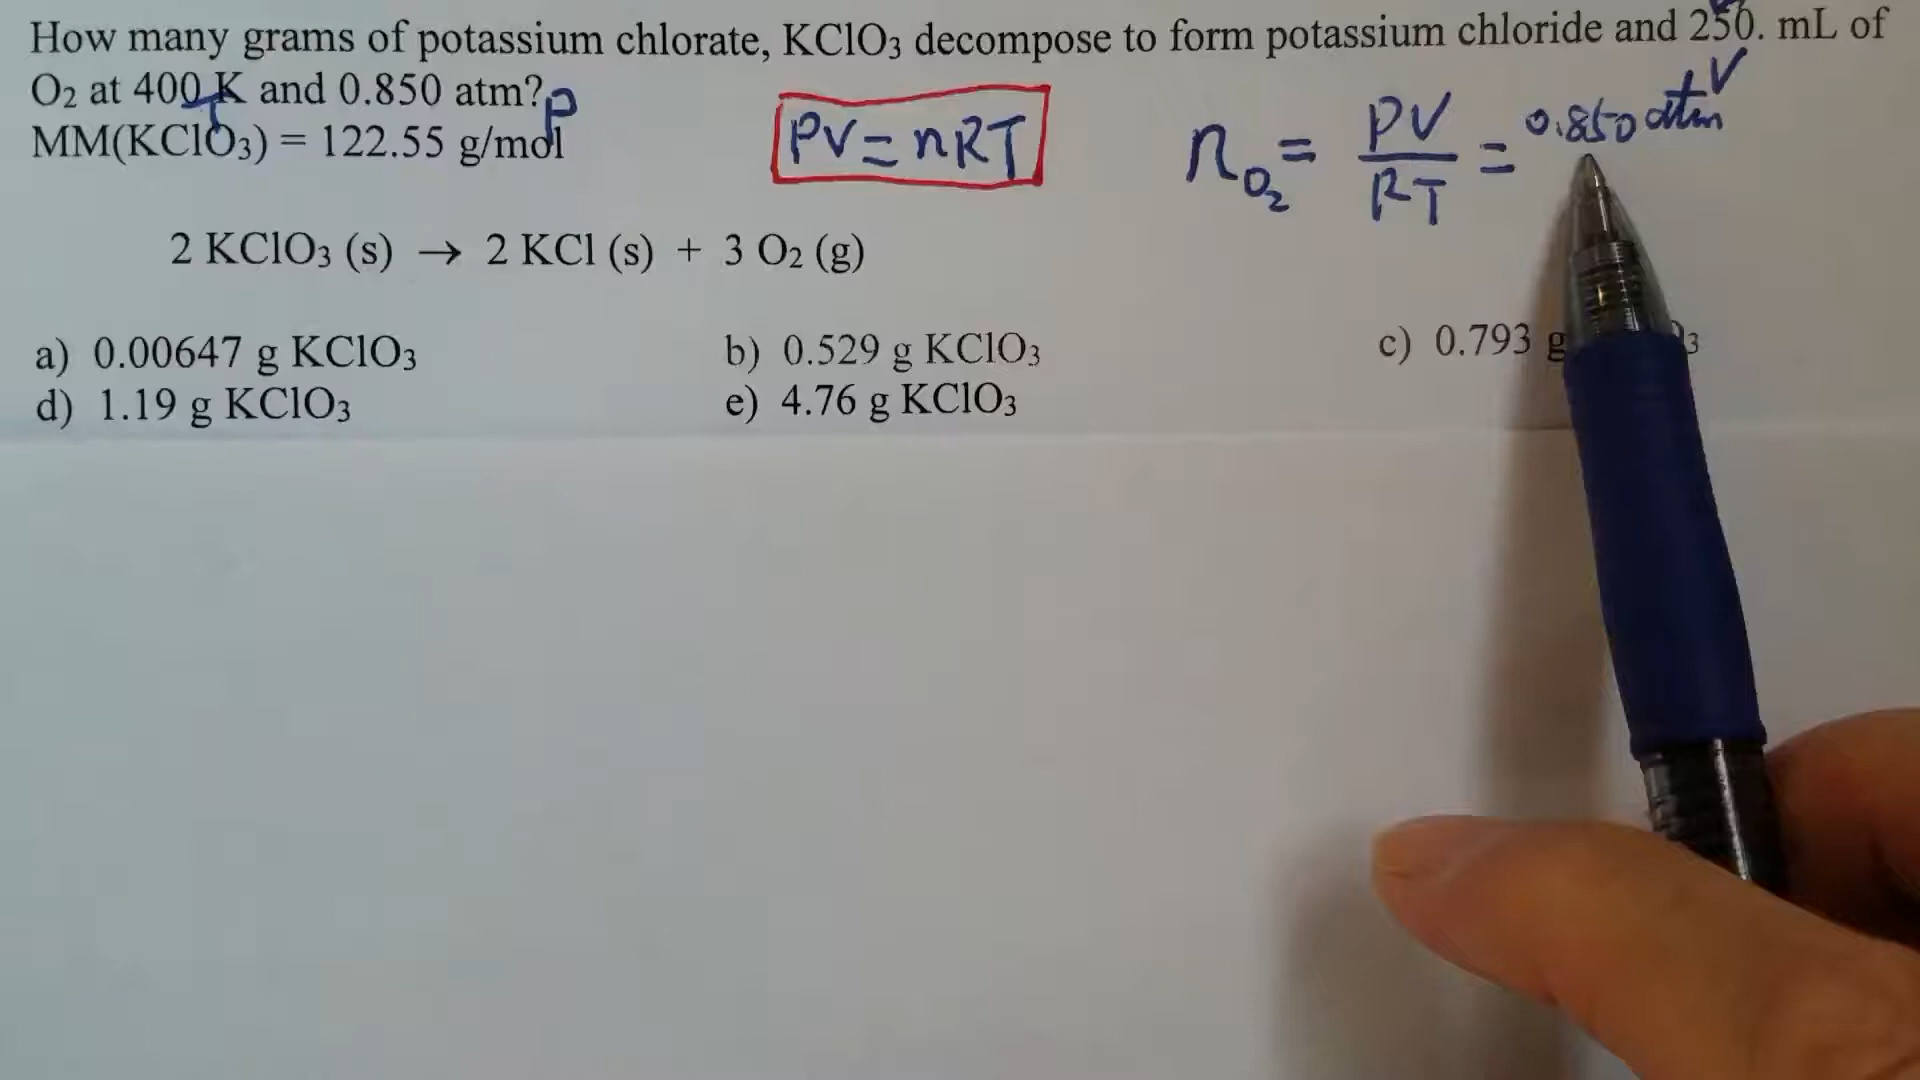 How many grams of potassium chlorate, KClO₃ decompose to form potassium chloride and 250. mL of
O₂ at 400 K and 0.850 atm?
MM(KClO₃) = 122.55 g/mol
T
P
V
PV = nRT
n O₂ = PV / RT = 0.850 atm
2 KClO₃ (s) → 2 KCl (s) + 3 O₂ (g)
a) 0.00647 g KClO₃ b) 0.529 g KClO₃ c) 0.793 g
d) 1.19 g KClO₃ e) 4.76 g KClO₃